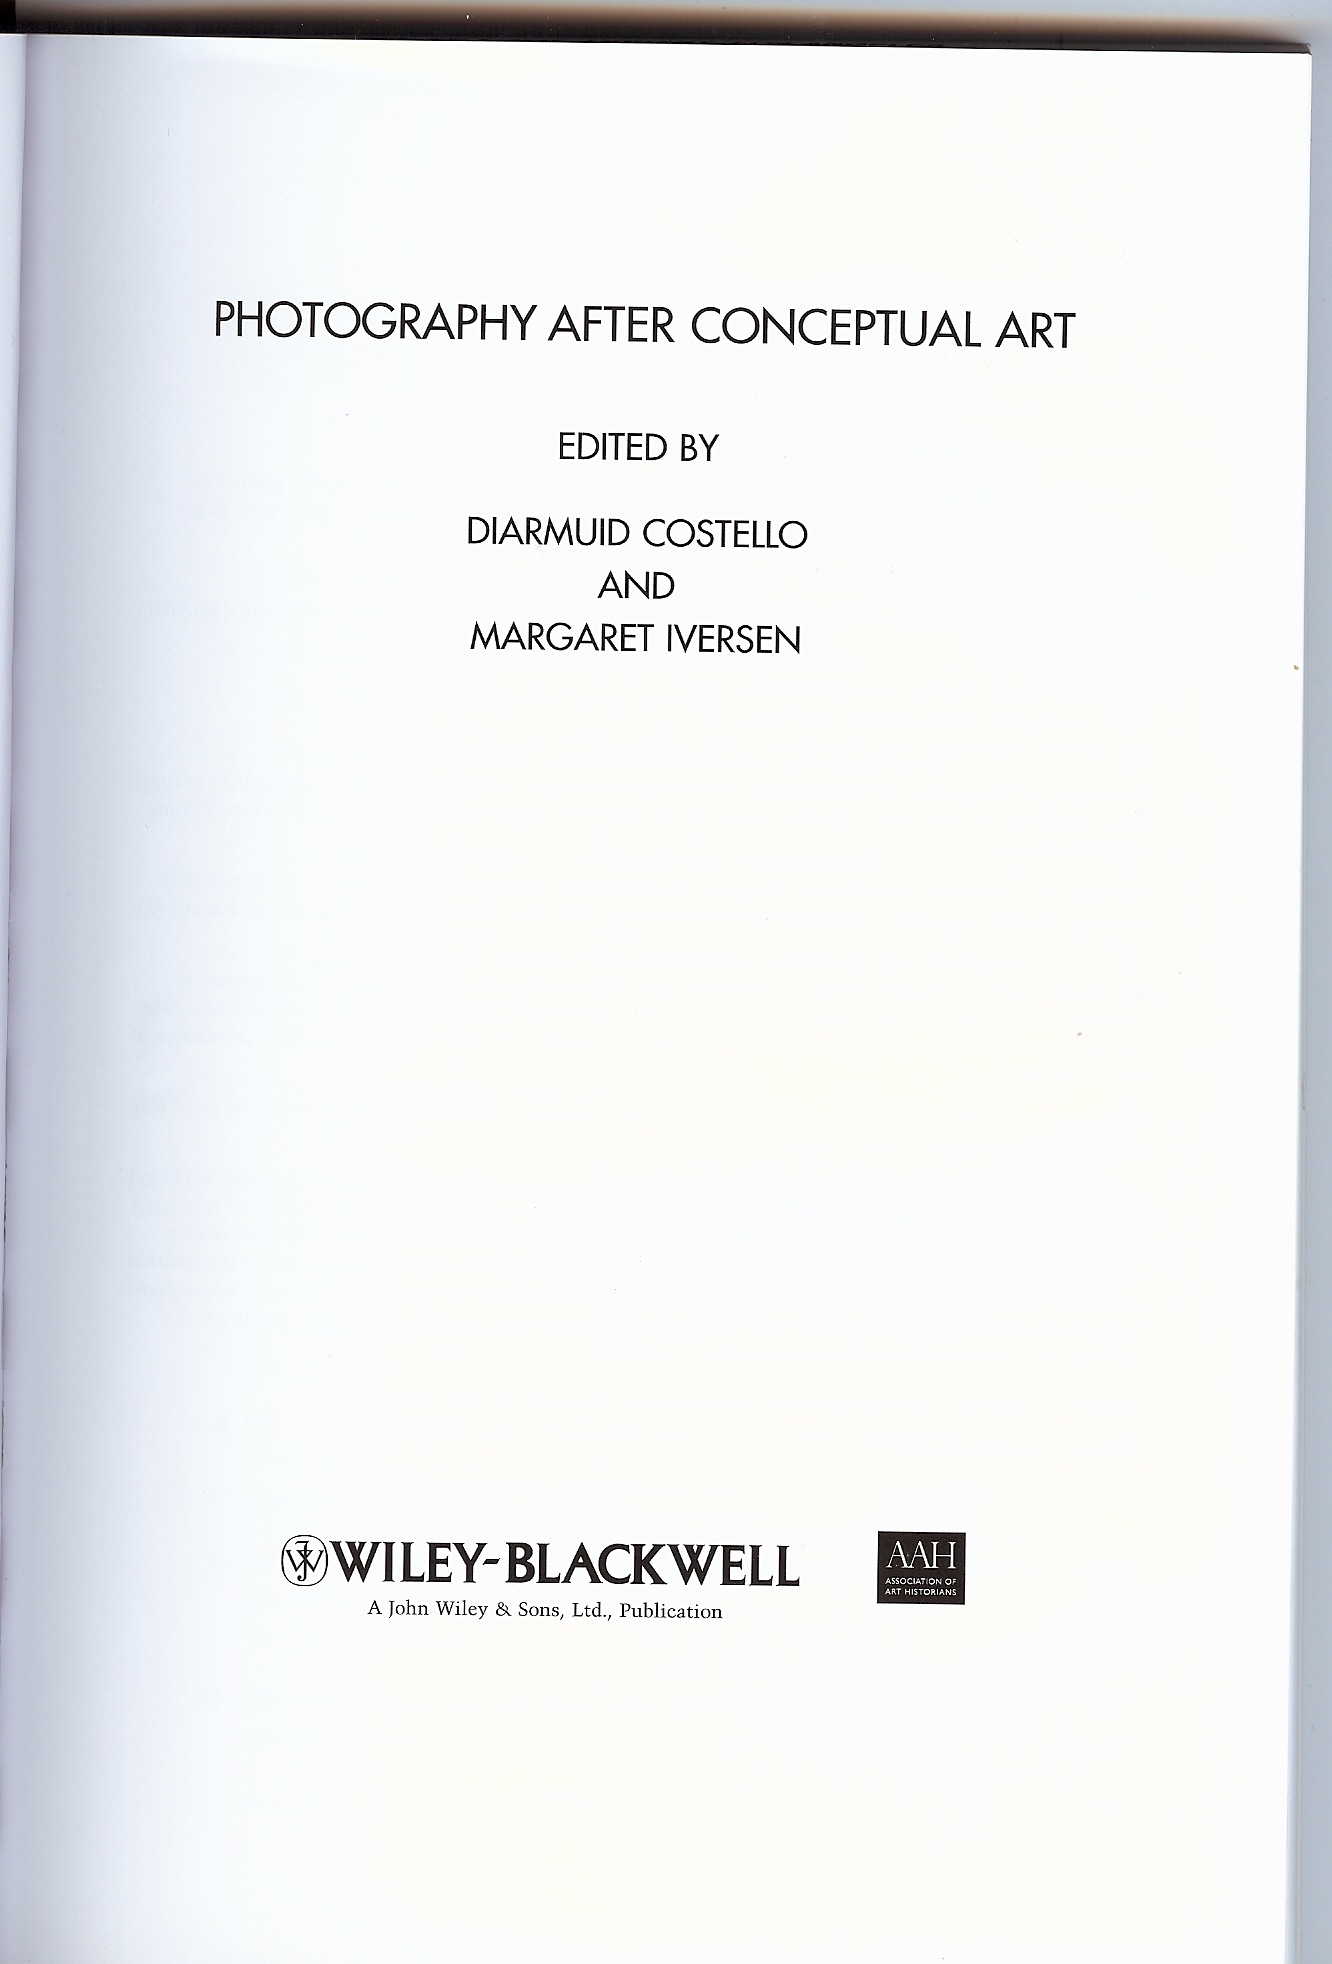 PHOTOGRAPHY AFTER CONCEPTUAL ART
EDITED BY
DIARMUID COSTELLO
AND
MARGARET IVERSEN
WILEY-BLACKWELL
A John Wiley & Sons, Ltd., Publication
AAH
ASSOCIATION OF
ART HISTORIANS